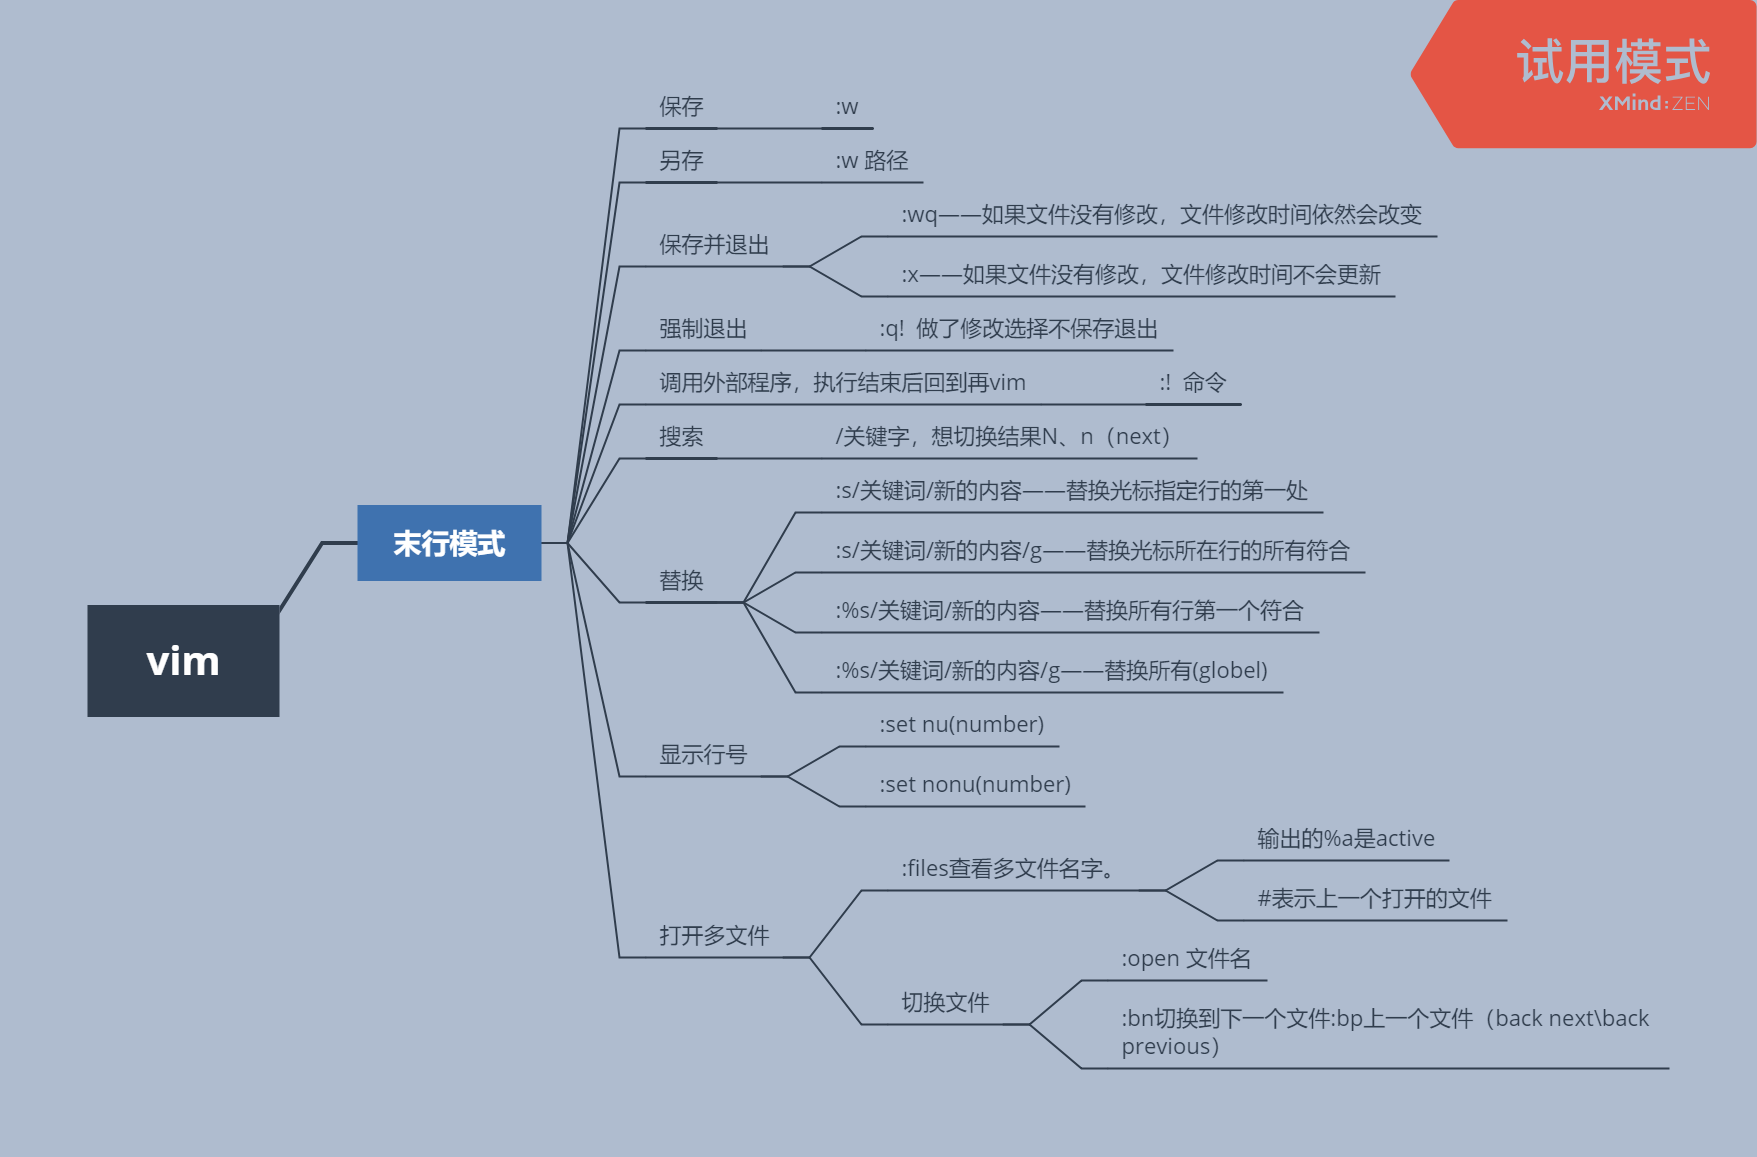 试用模式
XMind:ZEN
vim
末行模式
保存
:w
另存
:w 路径
保存并退出
:wq——如果文件没有修改，文件修改时间依然会改变
:x——如果文件没有修改，文件修改时间不会更新
强制退出
:q! 做了修改选择不保存退出
调用外部程序，执行结束后回到再vim
:! 命令
搜索
/关键字，想切换结果N、n（next）
替换
:s/关键词/新的内容——替换光标指定行的第一处
:s/关键词/新的内容/g——替换光标所在行的所有符合
:%s/关键词/新的内容——替换所有行第一个符合
:%s/关键词/新的内容/g——替换所有(globel)
显示行号
:set nu(number)
:set nonu(number)
打开多文件
:files查看多文件名字。
输出的%a是active
#表示上一个打开的文件
切换文件
:open 文件名
:bn切换到下一个文件:bp上一个文件（back next\back
previous）